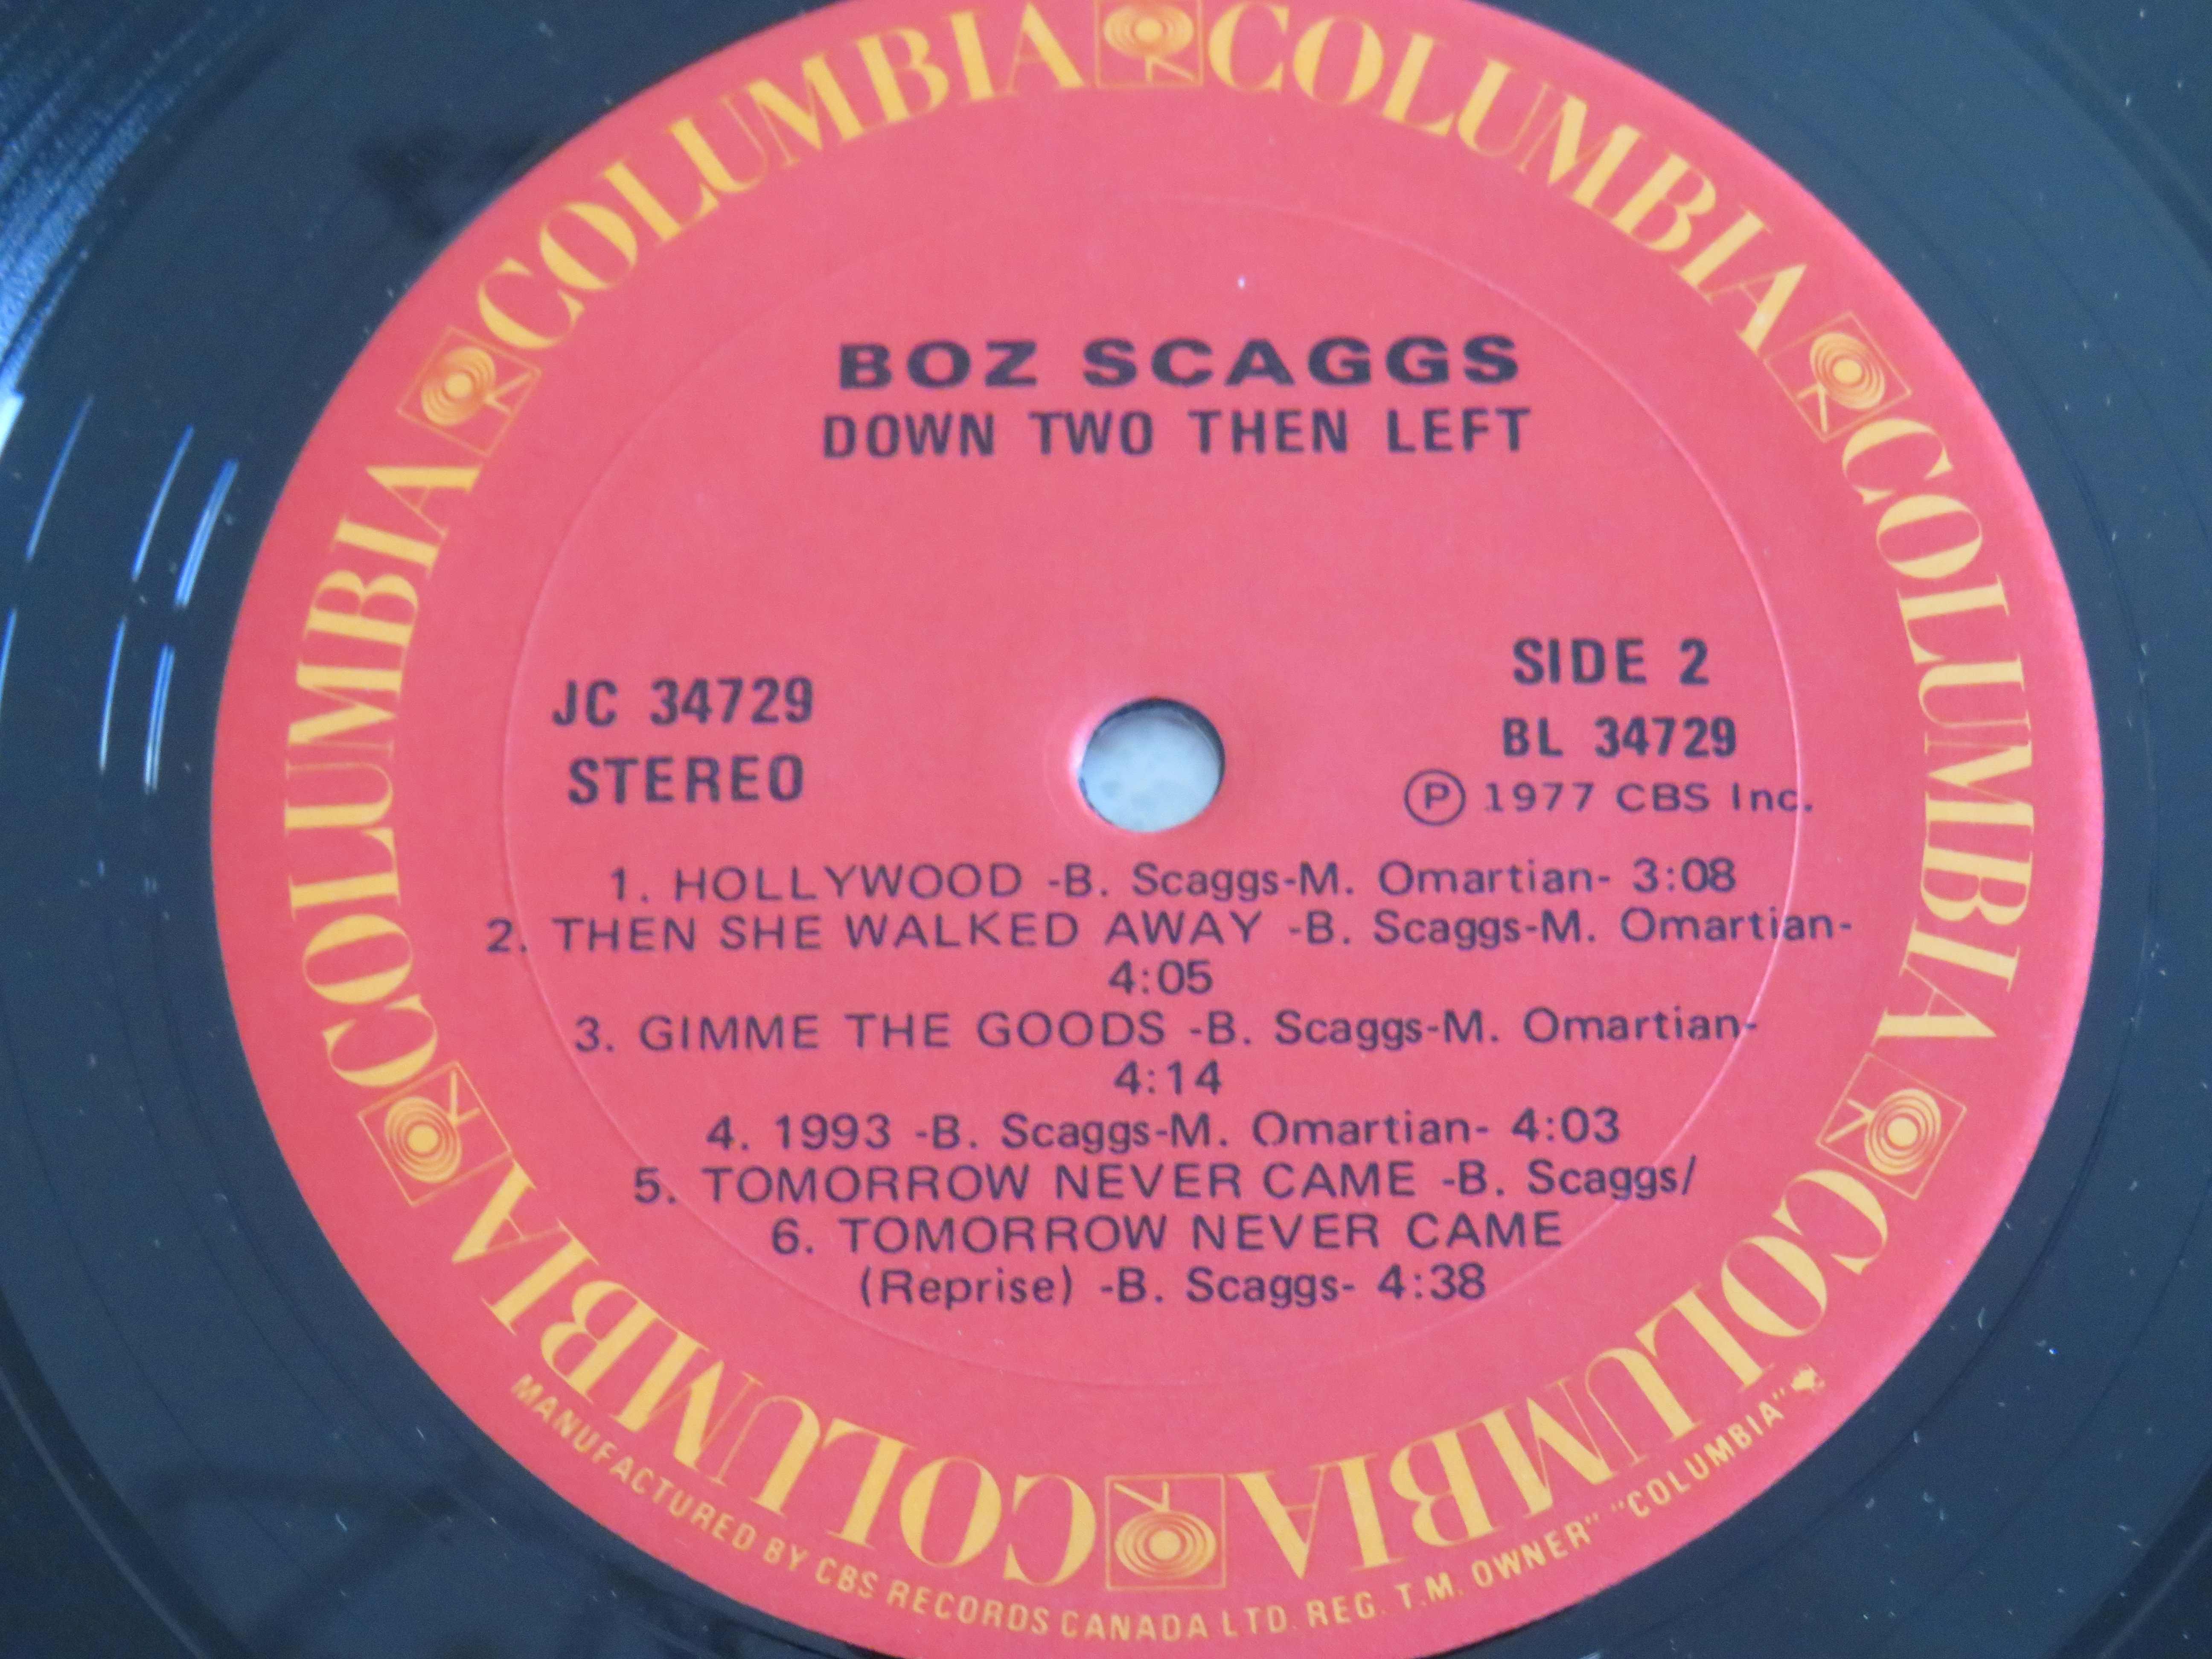 COLUMBIA COLUMBIA COLUMBIA COLUMBIA COLUMBIA COLUMBIA
BOZ SCAGGS
DOWN TWO THEN LEFT
JC 34729
STEREO
SIDE 2
BL 34729
Ⓟ 1977 CBS Inc.
1. HOLLYWOOD -B. Scaggs-M. Omartian- 3:08
2. THEN SHE WALKED AWAY -B. Scaggs-M. Omartian-
4:05
3. GIMME THE GOODS -B. Scaggs-M. Omartian-
4:14
4. 1993 -B. Scaggs-M. Omartian- 4:03
5. TOMORROW NEVER CAME -B. Scaggs/
6. TOMORROW NEVER CAME
(Reprise) -B. Scaggs- 4:38
MANUFACTURED BY CBS RECORDS CANADA LTD. REG. T.M. OWNER" "COLUMBIA"